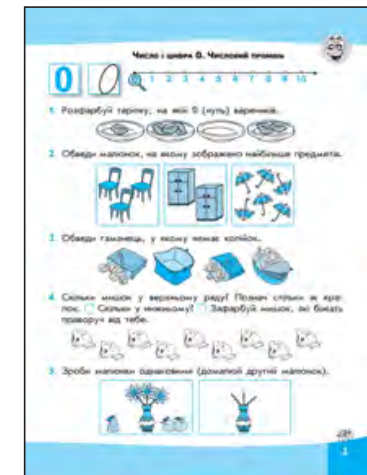 Число і цифра 0. Числовий промінь
0 0 1 2 3 4 5 6 7 8 9 10
1. Розфарбуй тарілку, на якій 0 (нуль) вареників.
2. Обведи малюнок, на якому зображено найбільше предметів.
3. Обведи гаманець, у якому немає копійок.
4. Скільки мишок у верхньому ряду? Познач стільки ж кра-
пок. Скільки у нижньому? Зафарбуй мишок, які біжать
праворуч від тебе.
5. Зроби малюнки однаковими (домалюй другий малюнок).